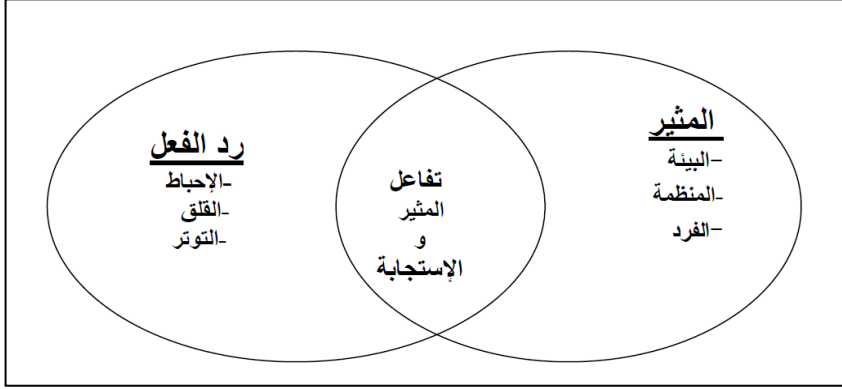 المثير
-البيئة
-المنظمة
-الفرد
تفاعل
المثير
و
الإستجابة
رد الفعل
-الإحباط
-القلق
-التوتر